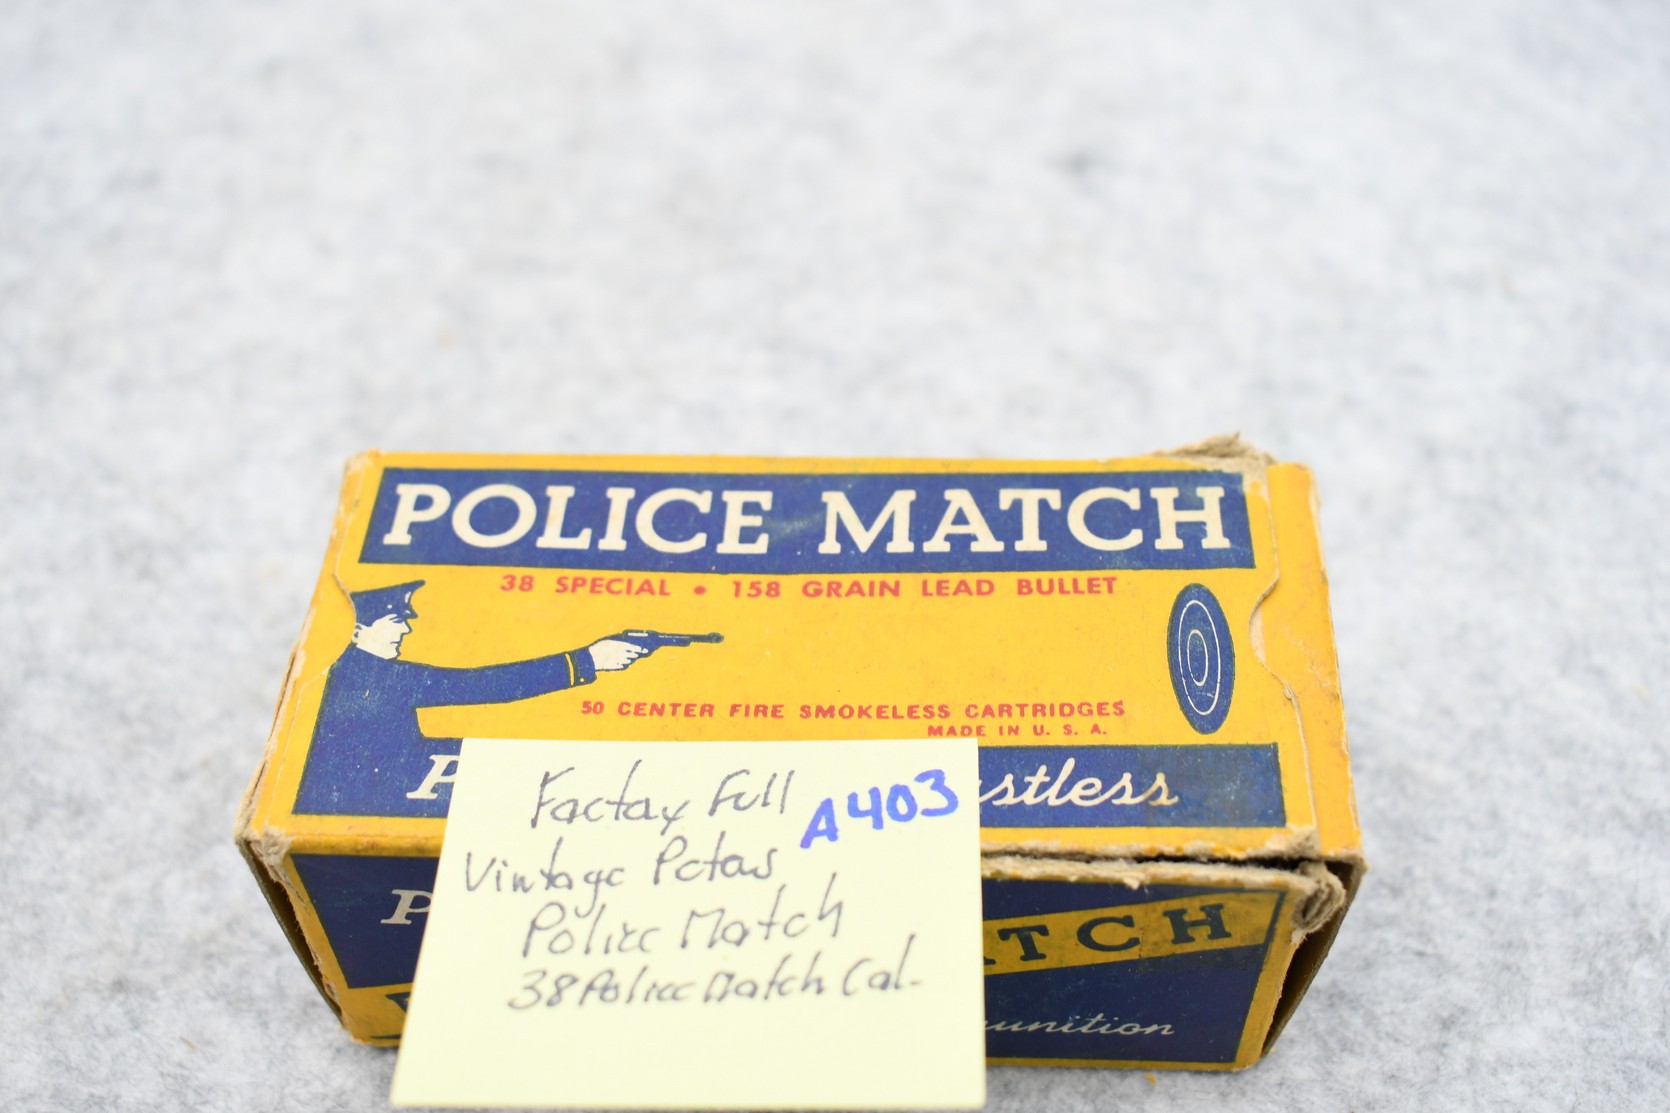 POLICE MATCH
38 SPECIAL • 158 GRAIN LEAD BULLET
50 CENTER FIRE SMOKELESS CARTRIDGES
MADE IN U. S. A.
P stless
Factory Full
A403
Vintage Peters
Police Match
38 Police Match Cal.
P TCH
unition